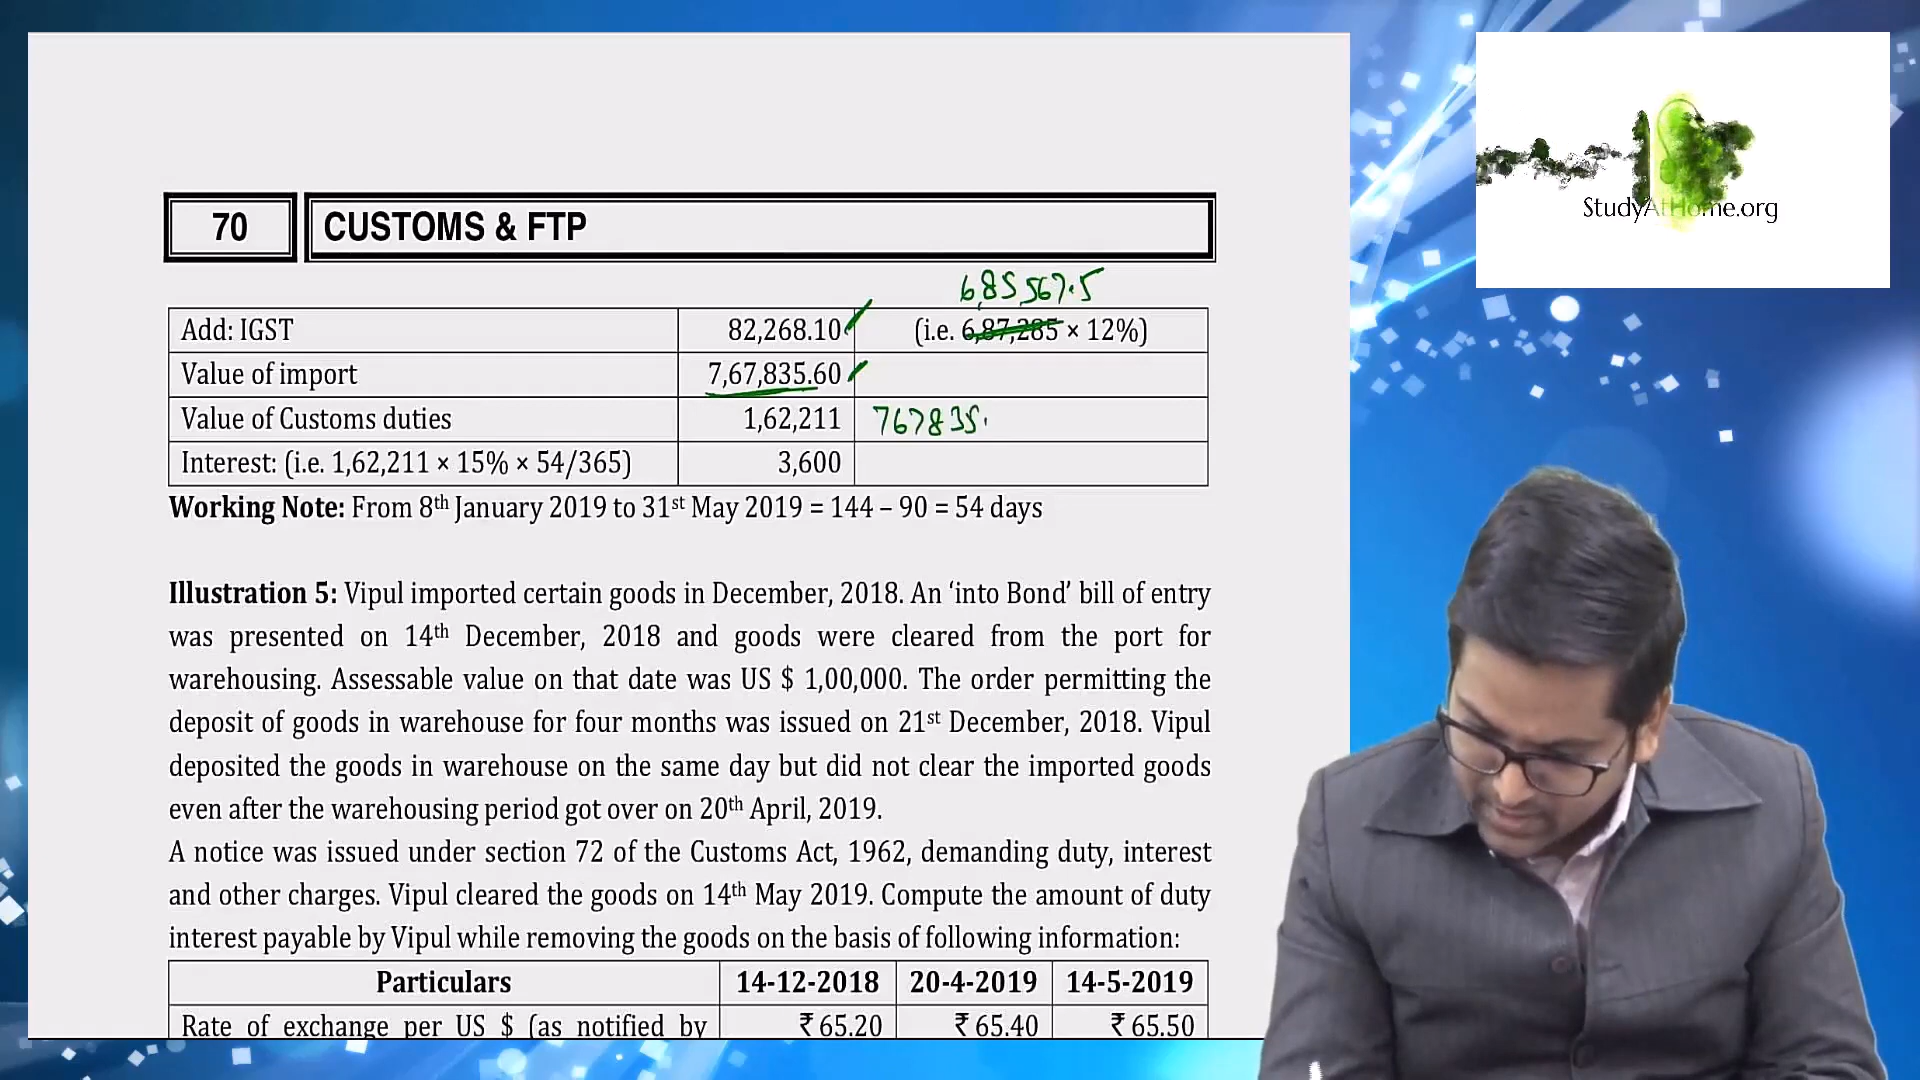 StudyAtHome.org
70 CUSTOMS & FTP
685,567.5
Add: IGST 82,268.10 (i.e. 6,87,285 × 12%)
Value of import 7,67,835.60
Value of Customs duties 1,62,211 767835.
Interest: (i.e. 1,62,211 × 15% × 54/365) 3,600
Working Note: From 8th January 2019 to 31st May 2019 = 144 – 90 = 54 days
Illustration 5: Vipul imported certain goods in December, 2018. An ‘into Bond’ bill of entry
was presented on 14th December, 2018 and goods were cleared from the port for
warehousing. Assessable value on that date was US $ 1,00,000. The order permitting the
deposit of goods in warehouse for four months was issued on 21st December, 2018. Vipul
deposited the goods in warehouse on the same day but did not clear the imported goods
even after the warehousing period got over on 20th April, 2019.
A notice was issued under section 72 of the Customs Act, 1962, demanding duty, interest
and other charges. Vipul cleared the goods on 14th May 2019. Compute the amount of duty
interest payable by Vipul while removing the goods on the basis of following information:
Particulars 14-12-2018 20-4-2019 14-5-2019
Rate of exchange per US $ (as notified by ₹ 65.20 ₹ 65.40 ₹ 65.50